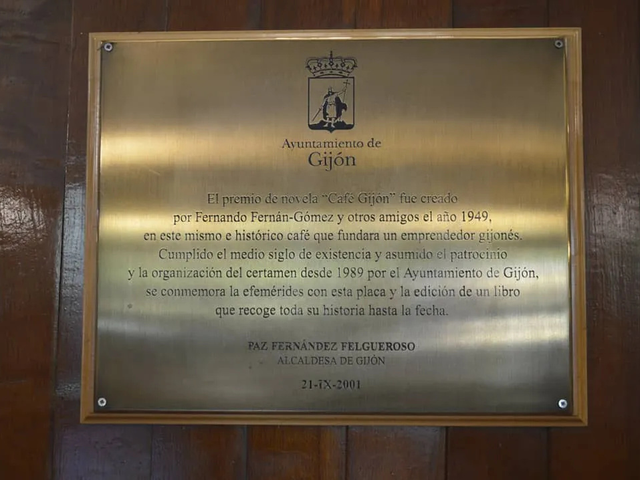 Ayuntamiento de
Gijón
El premio de novela "Café Gijón" fue creado
por Fernando Fernán-Gómez y otros amigos el año 1949,
en este mismo e histórico café que fundara un emprendedor gijonés.
Cumplido el medio siglo de existencia y asumido el patrocinio
y la organización del certamen desde 1989 por el Ayuntamiento de Gijón,
se conmemora la efemérides con esta placa y la edición de un libro
que recoge toda su historia hasta la fecha.
PAZ FERNÁNDEZ FELGUEROSO
ALCALDESA DE GIJÓN
21-IX-2001